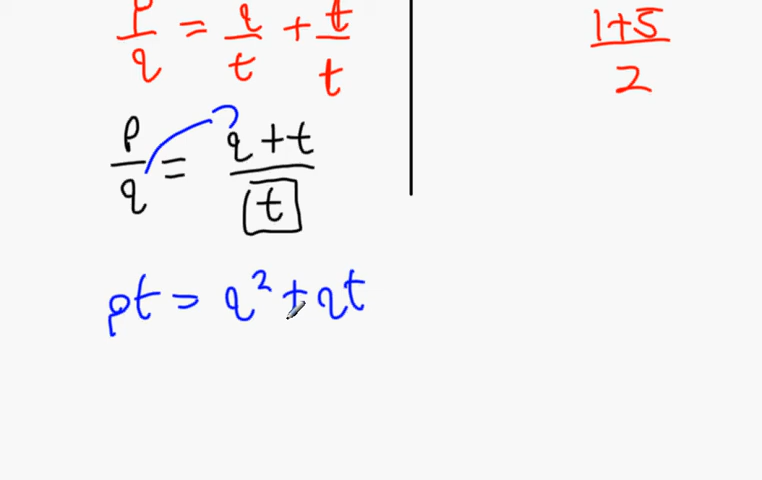 p/q = q/t + t/t
1+5/2
p/q = q+t/t
pt = q² + qt